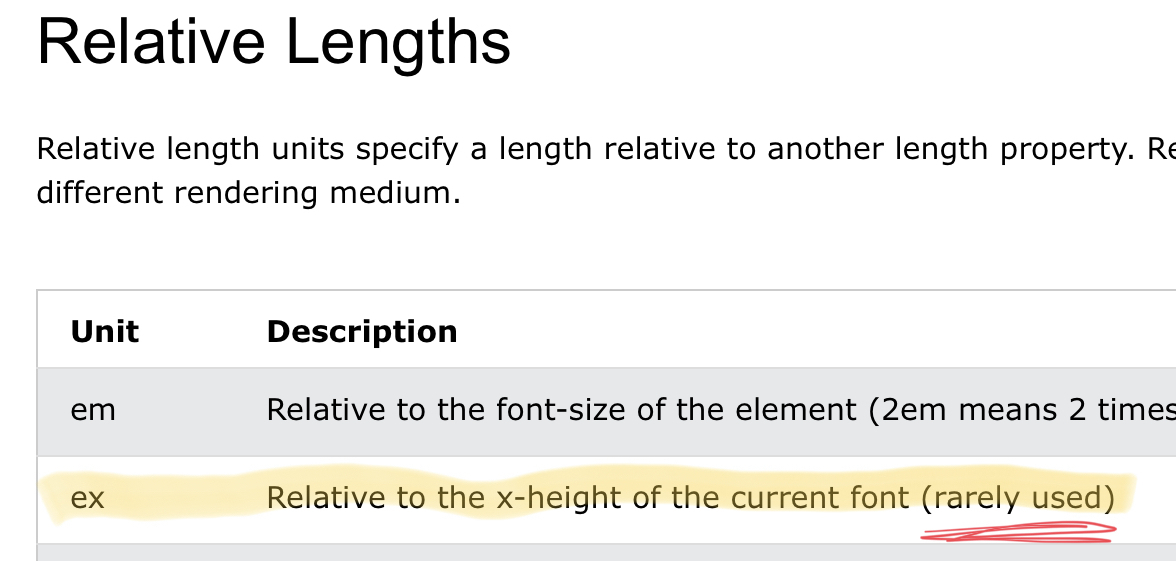 Relative Lengths
Relative length units specify a length relative to another length property. Re
different rendering medium.
Unit Description
em Relative to the font-size of the element (2em means 2 times
ex Relative to the x-height of the current font (rarely used)